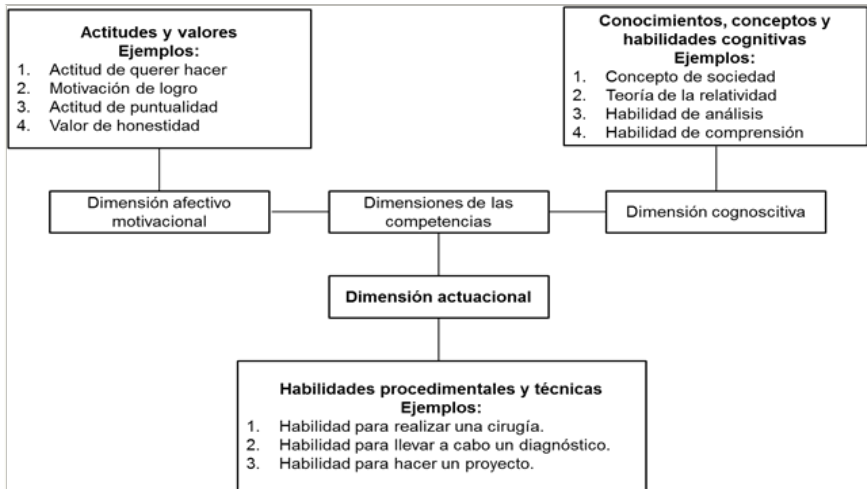 Actitudes y valores
Ejemplos:
1. Actitud de querer hacer
2. Motivación de logro
3. Actitud de puntualidad
4. Valor de honestidad
Conocimientos, conceptos y
habilidades cognitivas
Ejemplos:
1. Concepto de sociedad
2. Teoría de la relatividad
3. Habilidad de análisis
4. Habilidad de comprensión
Dimensión afectivo
motivacional
Dimensiones de las
competencias
Dimensión cognoscitiva
Dimensión actuacional
Habilidades procedimentales y técnicas
Ejemplos:
1. Habilidad para realizar una cirugía.
2. Habilidad para llevar a cabo un diagnóstico.
3. Habilidad para hacer un proyecto.